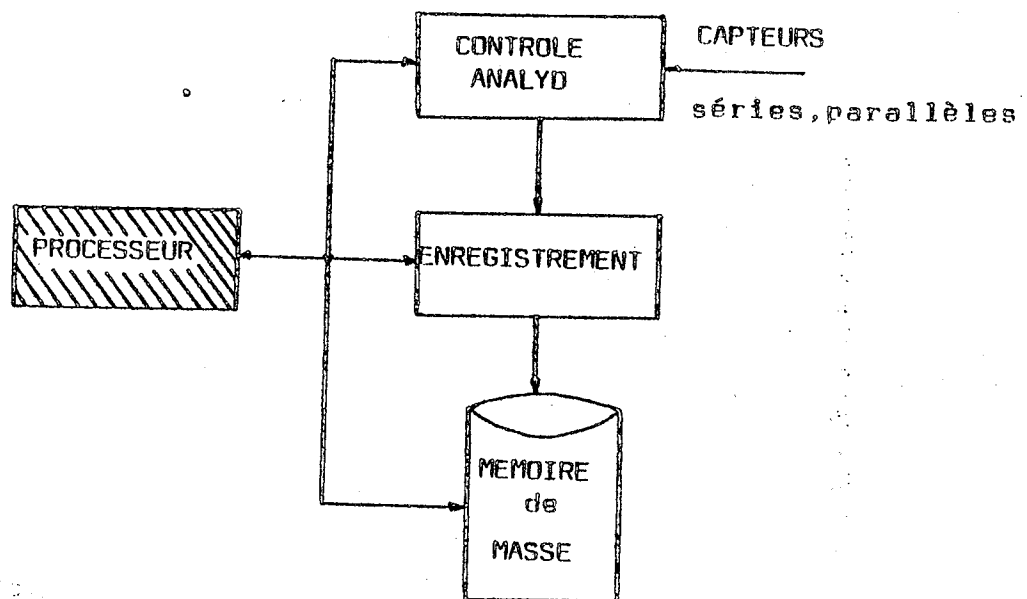 CONTROLE
ANALYD
CAPTEURS
séries,parallèles
PROCESSEUR
ENREGISTREMENT
MEMOIRE
de
MASSE